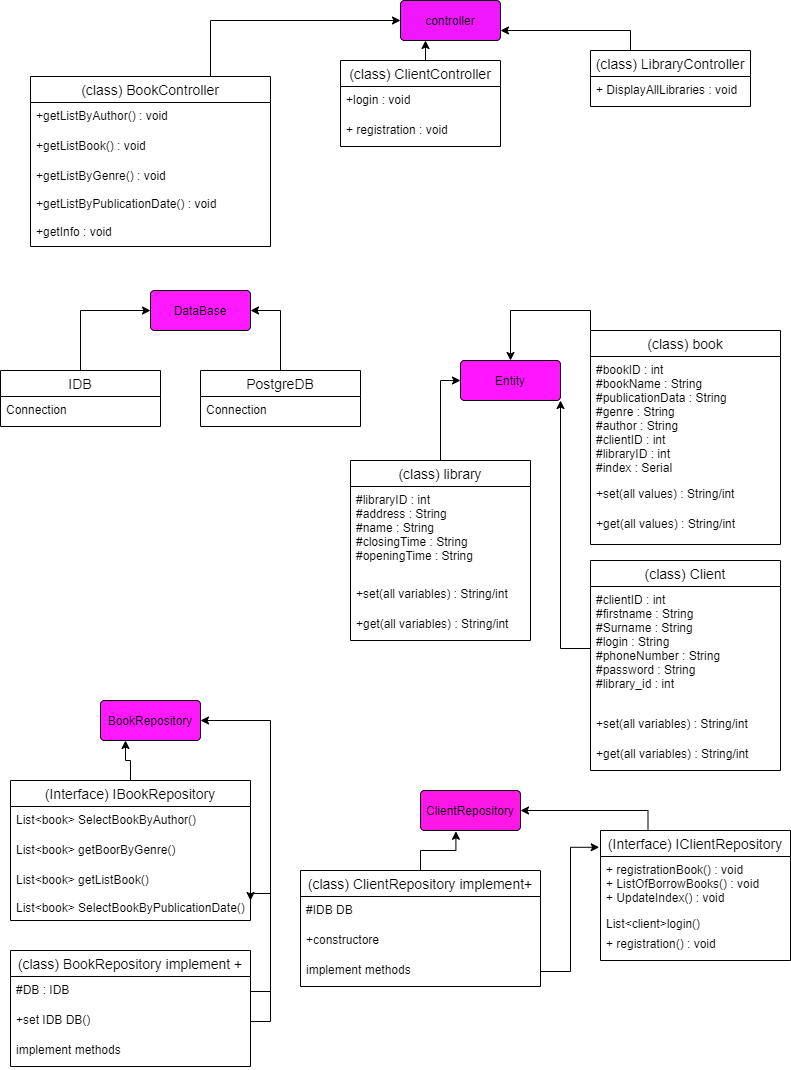 controller
(class) BookController
+getListByAuthor() : void
+getListBook() : void
+getListByGenre() : void
+getListByPublicationDate() : void
+getInfo : void
(class) ClientController
+login : void
+ registration : void
(class) LibraryController
+ DisplayAllLibraries : void
DataBase
IDB
Connection
PostgreDB
Connection
Entity
(class) book
#bookID : int
#bookName : String
#publicationData : String
#genre : String
#author : String
#clientID : int
#libraryID : int
#index : Serial
+set(all values) : String/int
+get(all values) : String/int
(class) library
#libraryID : int
#address : String
#name : String
#closingTime : String
#openingTime : String
+set(all variables) : String/int
+get(all variables) : String/int
(class) Client
#clientID : int
#firstname : String
#Surname : String
#login : String
#phoneNumber : String
#password : String
#library_id : int
+set(all variables) : String/int
+get(all variables) : String/int
BookRepository
(Interface) IBookRepository
List<book> SelectBookByAuthor()
List<book> getBoorByGenre()
List<book> getListBook()
List<book> SelectBookByPublicationDate()
(class) BookRepository implement +
#DB : IDB
+set IDB DB()
implement methods
ClientRepository
(class) ClientRepository implement+
#IDB DB
+constructore
implement methods
(Interface) IClientRepository
+ registrationBook() : void
+ ListOfBorrowBooks() : void
+ UpdateIndex() : void
List<client>login()
+ registration() : void